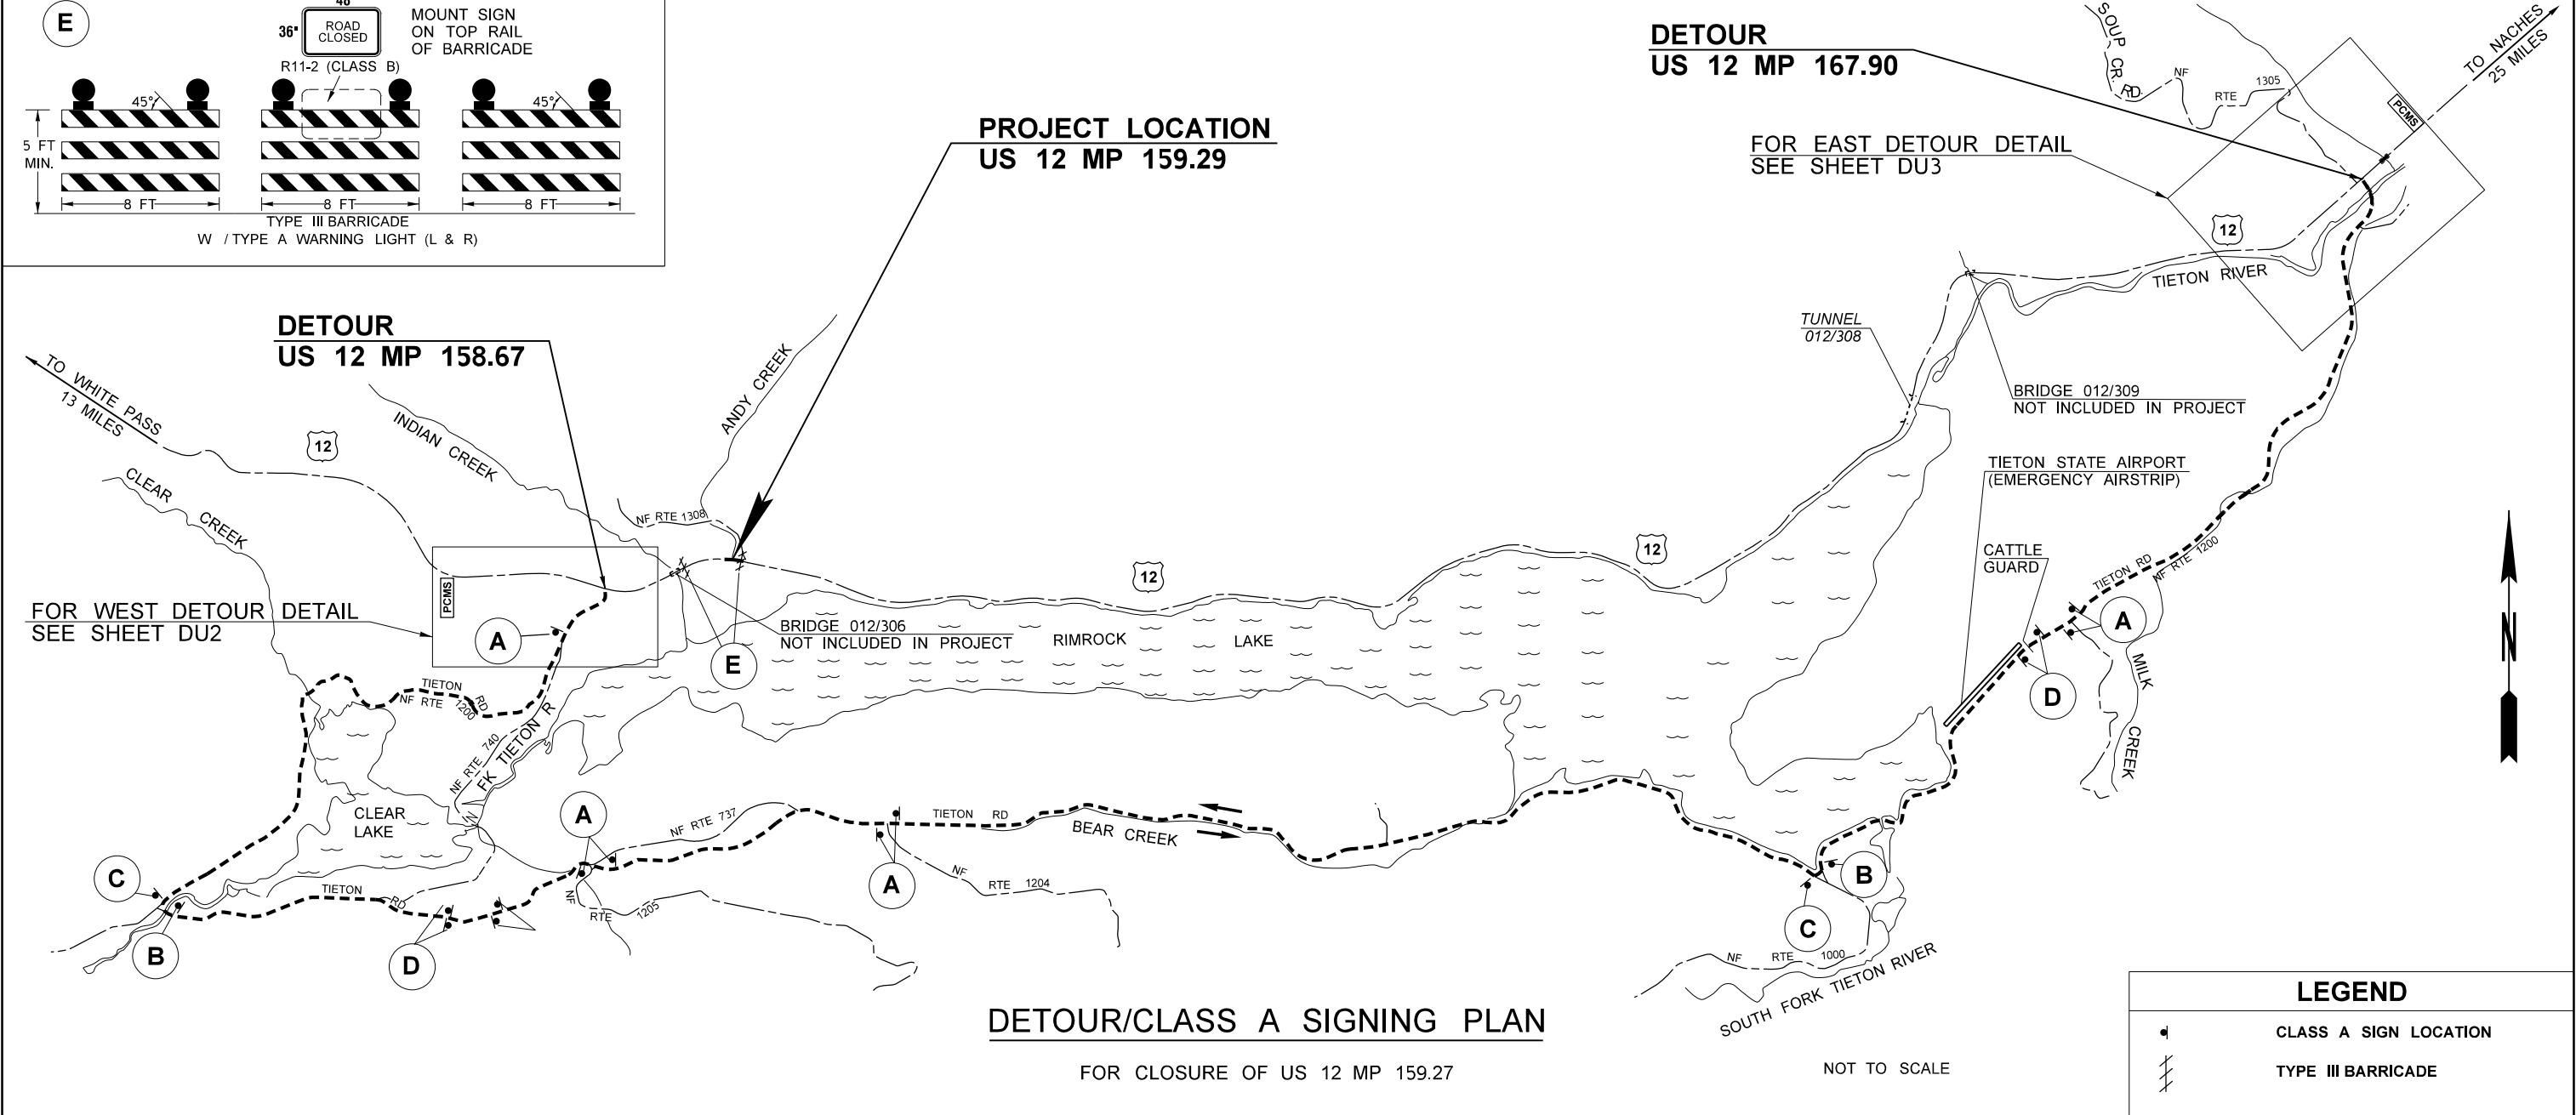 E
48"
36"
ROAD
CLOSED
MOUNT SIGN
ON TOP RAIL
OF BARRICADE
R11-2 (CLASS B)
45°
45°
5 FT
MIN.
8 FT
8 FT
8 FT
TYPE III BARRICADE
W / TYPE A WARNING LIGHT (L & R)
DETOUR
US 12 MP 158.67
PROJECT LOCATION
US 12 MP 159.29
DETOUR
US 12 MP 167.90
FOR EAST DETOUR DETAIL
SEE SHEET DU3
SOUP CR. RD.
NF RTE 1305
TO NACHES
25 MILES
PCMS
12
TIETON RIVER
TUNNEL
012/308
BRIDGE 012/309
NOT INCLUDED IN PROJECT
TIETON STATE AIRPORT
(EMERGENCY AIRSTRIP)
CATTLE
GUARD
TIETON RD
NF RTE 1200
A
D
MILK CREEK
N
TO WHITE PASS
13 MILES
12
CLEAR CREEK
INDIAN CREEK
ANDY CREEK
NF RTE 1308
FOR WEST DETOUR DETAIL
SEE SHEET DU2
PCMS
A
BRIDGE 012/306
NOT INCLUDED IN PROJECT
E
12
12
RIMROCK LAKE
TIETON RD
NF RTE 1200
NF RTE 740
N FK TIETON R
CLEAR
LAKE
C
B
TIETON RD
D
A
NF RTE 737
NF RTE 1205
A
NF RTE 1204
TIETON RD
BEAR CREEK
B
C
NF RTE 1000
SOUTH FORK TIETON RIVER
DETOUR/CLASS A SIGNING PLAN
FOR CLOSURE OF US 12 MP 159.27
NOT TO SCALE
LEGEND
CLASS A SIGN LOCATION
TYPE III BARRICADE